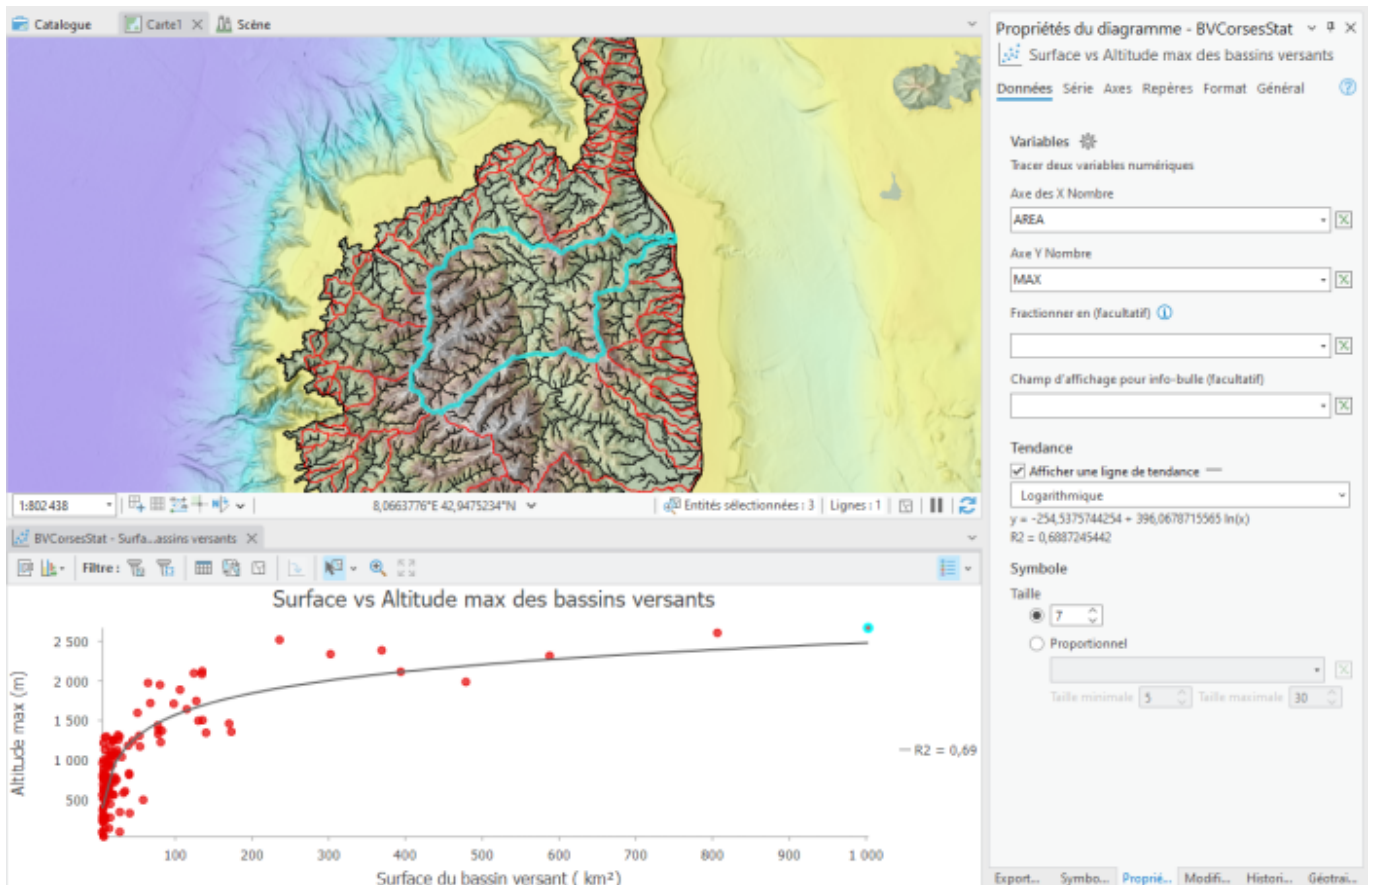 Catalogue
Carte1
Scène
1:802 438
8,0663776"E 42,9475234"N
Entités sélectionnées : 3
Lignes : 1
BVCorsesStat - Surfa...assins versants
Filtre :
Surface vs Altitude max des bassins versants
Altitude max (m)
2 500
2 000
1 500
1 000
500
100
200
300
400
500
600
700
800
900
1 000
Surface du bassin versant ( km²)
R2 = 0,69
Propriétés du diagramme - BVCorsesStat
Surface vs Altitude max des bassins versants
Données Série Axes Repères Format Général
Variables
Tracer deux variables numériques
Axe des X Nombre
AREA
Axe Y Nombre
MAX
Fractionner en (facultatif)
Champ d'affichage pour info-bulle (facultatif)
Tendance
Afficher une ligne de tendance
Logarithmique
y = -254,5375744254 + 396,0678715565 ln(x)
R2 = 0,6887245442
Symbole
Taille
7
Proportionnel
Taille minimale 5 Taille maximale 30
Export... Symbo... Proprié... Modifi... Histori... Géotrai...